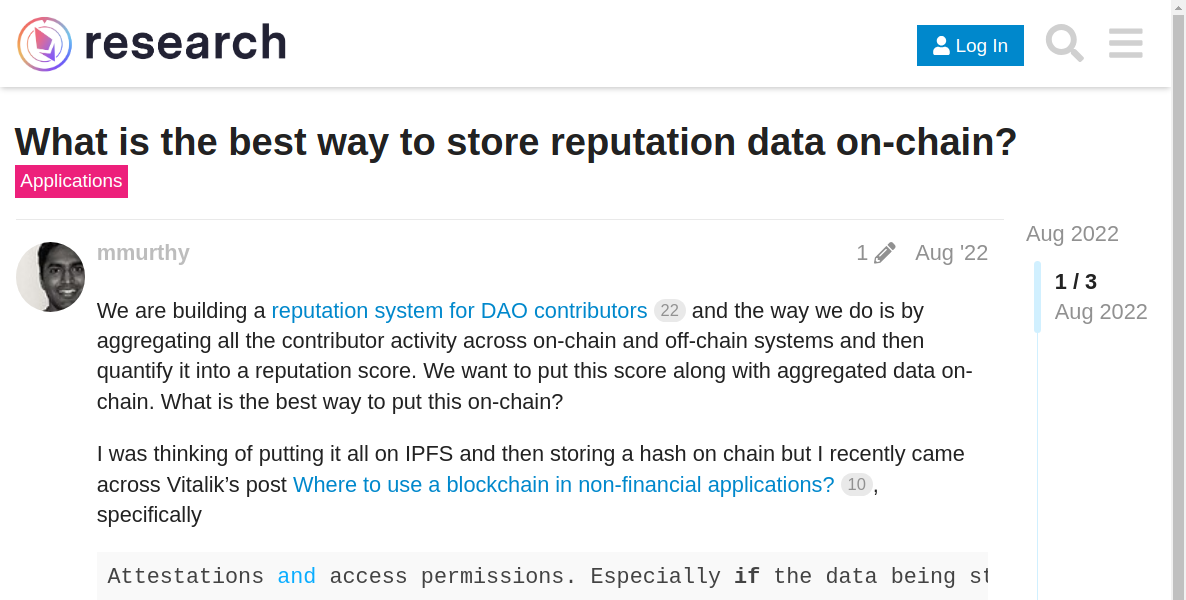 research
Log In
What is the best way to store reputation data on-chain?
Applications
mmurthy
1
Aug '22
Aug 2022
1 / 3
Aug 2022
We are building a reputation system for DAO contributors 22 and the way we do is by
aggregating all the contributor activity across on-chain and off-chain systems and then
quantify it into a reputation score. We want to put this score along with aggregated data on-
chain. What is the best way to put this on-chain?
I was thinking of putting it all on IPFS and then storing a hash on chain but I recently came
across Vitalik’s post Where to use a blockchain in non-financial applications? 10,
specifically
Attestations and access permissions. Especially if the data being st